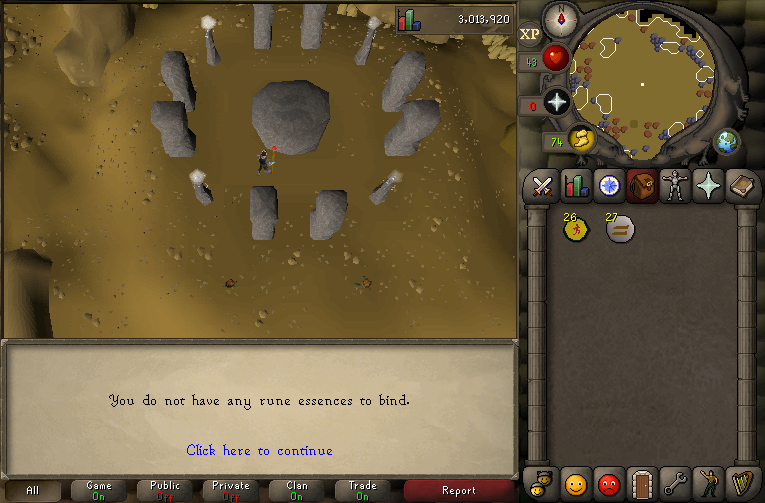 3,013,920
XP
N
43
0
74
26
27
You do not have any rune essences to bind.
Click here to continue
All
Game
On
Public
Off
Private
Off
Clan
On
Trade
On
Report